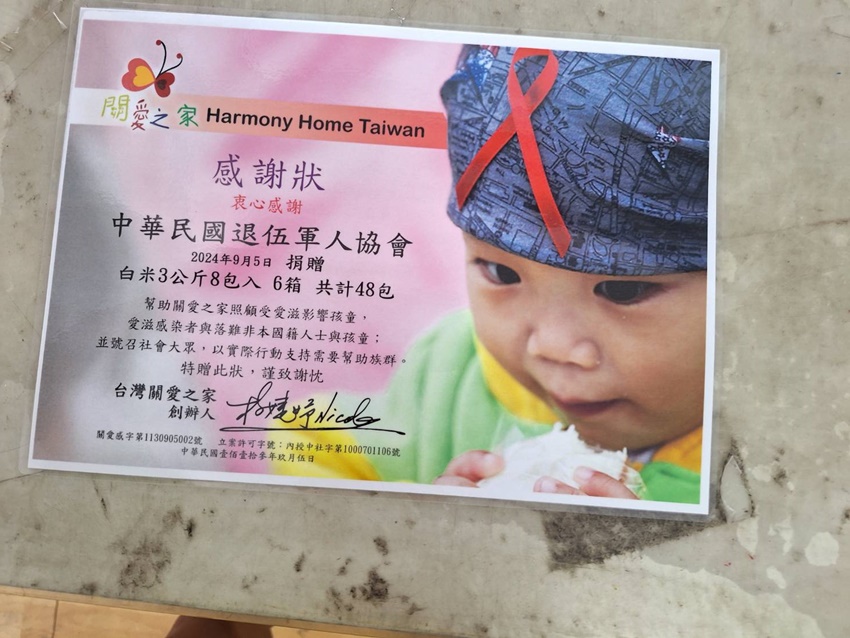 關愛之家 Harmony Home Taiwan
感謝狀
衷心感謝
中華民國退伍軍人協會
2024年9月5日 捐贈
白米3公斤8包入 6箱 共計48包
幫助關愛之家照顧受愛滋影響孩童，
愛滋感染者與落難非本國籍人士與孩童；
並號召社會大眾，以實際行動支持需要幫助族群。
特贈此狀，謹致謝忱
台灣關愛之家
創辦人
Nicole
關愛感字第1130905002號 立案許可字號：內授中社字第1000701106號
中華民國壹佰壹拾參年玖月伍日